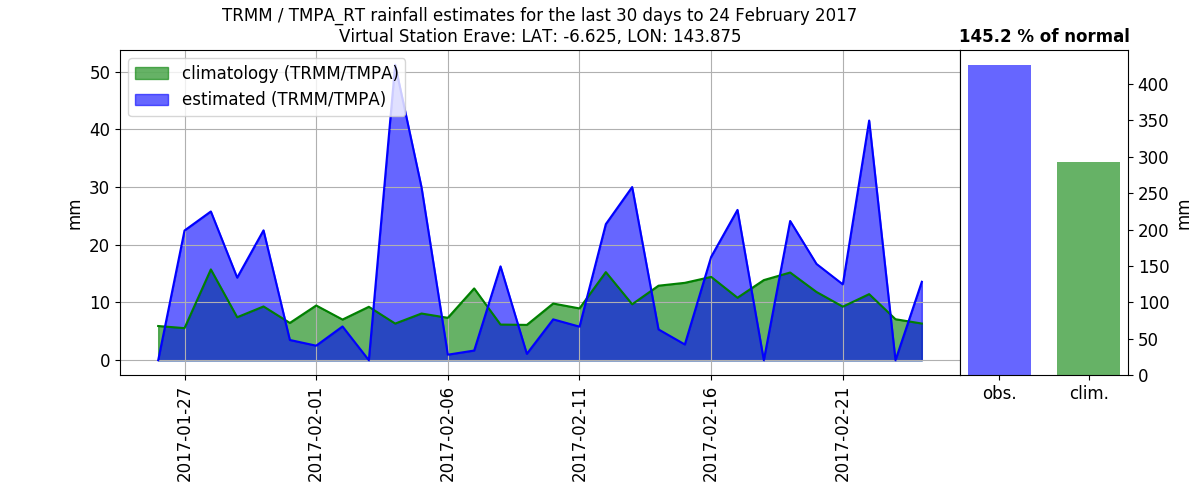 TRMM / TMPA_RT rainfall estimates for the last 30 days to 24 February 2017
Virtual Station Erave: LAT: -6.625, LON: 143.875
145.2 % of normal
climatology (TRMM/TMPA)
estimated (TRMM/TMPA)
mm
50
40
30
20
10
0
2017-01-27
2017-02-01
2017-02-06
2017-02-11
2017-02-16
2017-02-21
400
350
300
250
200
150
100
50
0
mm
obs.
clim.